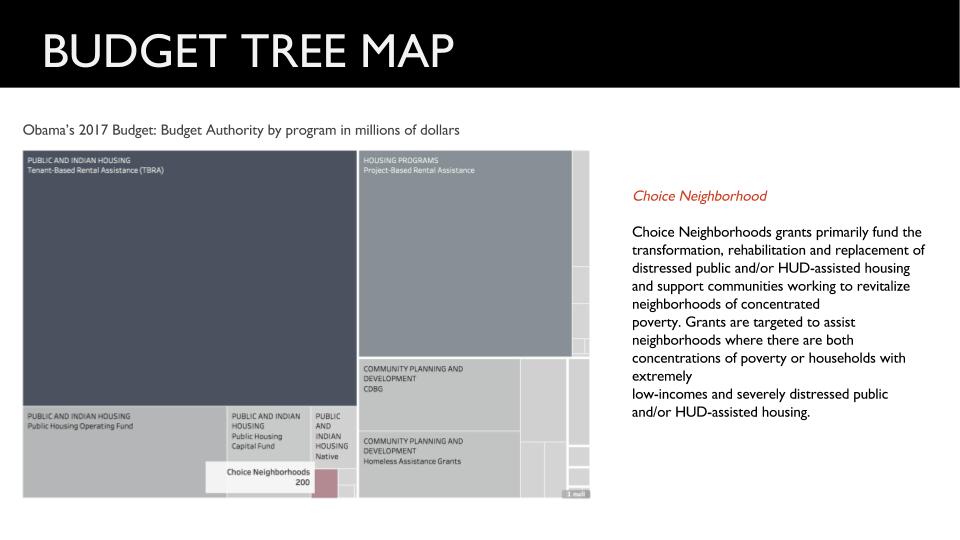 BUDGET TREE MAP
Obama's 2017 Budget: Budget Authority by program in millions of dollars
PUBLIC AND INDIAN HOUSING
Tenant-Based Rental Assistance (TBRA)
HOUSING PROGRAMS
Project-Based Rental Assistance
COMMUNITY PLANNING AND
DEVELOPMENT
CDBG
PUBLIC AND INDIAN HOUSING
Public Housing Operating Fund
PUBLIC AND INDIAN
HOUSING
Public Housing
Capital Fund
PUBLIC
AND
INDIAN
HOUSING
Native
COMMUNITY PLANNING AND
DEVELOPMENT
Homeless Assistance Grants
Choice Neighborhoods
200
1 null
Choice Neighborhood
Choice Neighborhoods grants primarily fund the
transformation, rehabilitation and replacement of
distressed public and/or HUD-assisted housing
and support communities working to revitalize
neighborhoods of concentrated
poverty. Grants are targeted to assist
neighborhoods where there are both
concentrations of poverty or households with
extremely
low-incomes and severely distressed public
and/or HUD-assisted housing.